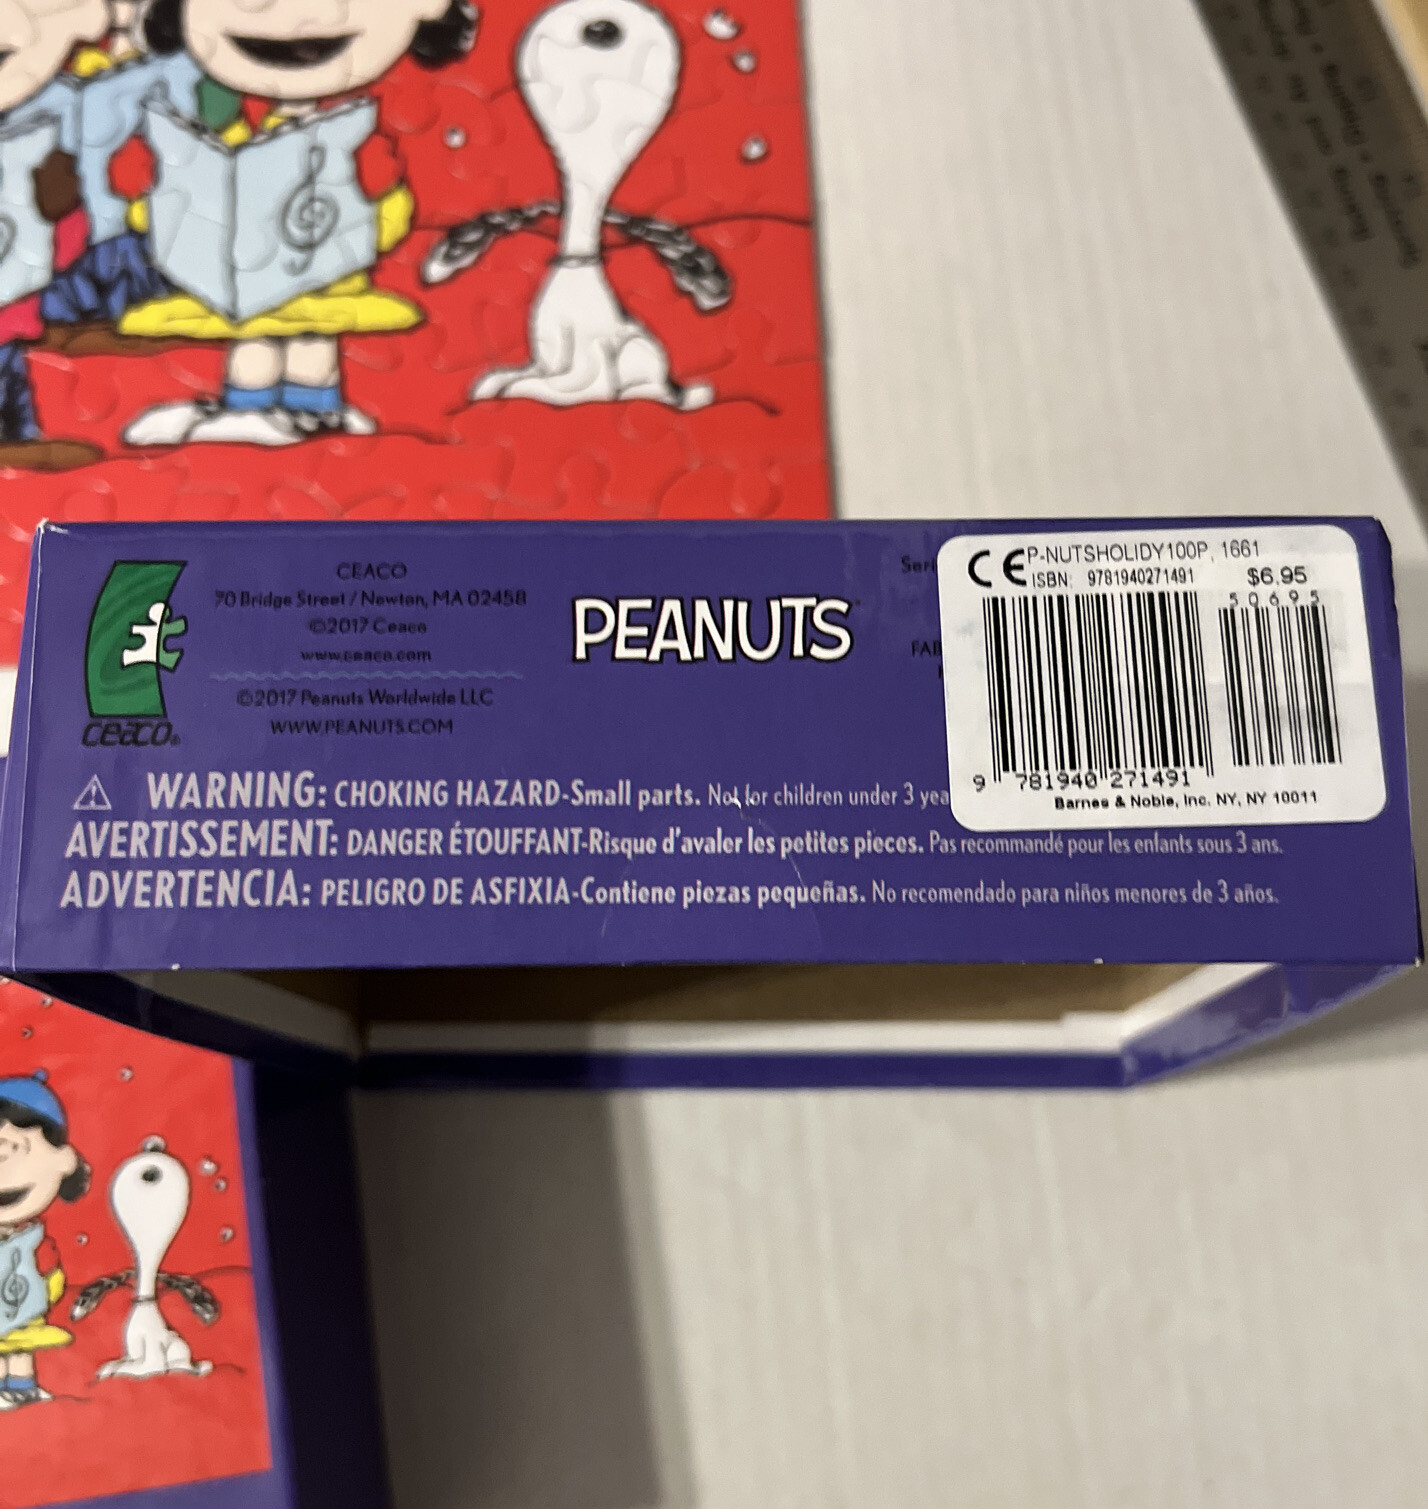 CEACO
70 Bridge Street / Newton, MA 02458
©2017 Ceaco
www.ceaco.com
©2017 Peanuts Worldwide LLC
WWW.PEANUTS.COM
ceaco®
PEANUTS
Seri
FAB
CE P-NUTSHOLIDY100P, 1661
ISBN: 9781940271491 $6.95
50695
9 781940 271491
Barnes & Noble, Inc. NY, NY 10011
WARNING: CHOKING HAZARD-Small parts. Not for children under 3 yea
AVERTISSEMENT: DANGER ÉTOUFFANT-Risque d'avaler les petites pieces. Pas recommandé pour les enfants sous 3 ans.
ADVERTENCIA: PELIGRO DE ASFIXIA-Contiene piezas pequeñas. No recomendado para niños menores de 3 años.